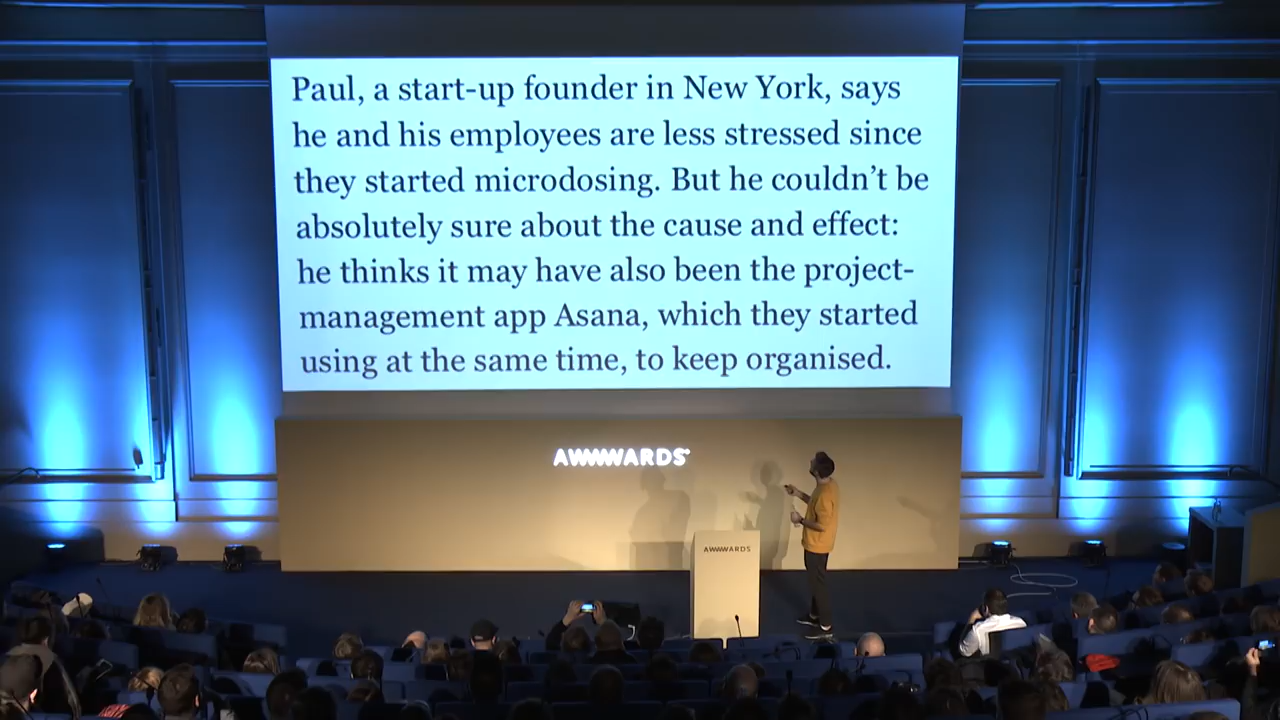 Paul, a start-up founder in New York, says
he and his employees are less stressed since
they started microdosing. But he couldn’t be
absolutely sure about the cause and effect:
he thinks it may have also been the project-
management app Asana, which they started
using at the same time, to keep organised.
AWWWARDS
AWWWARDS